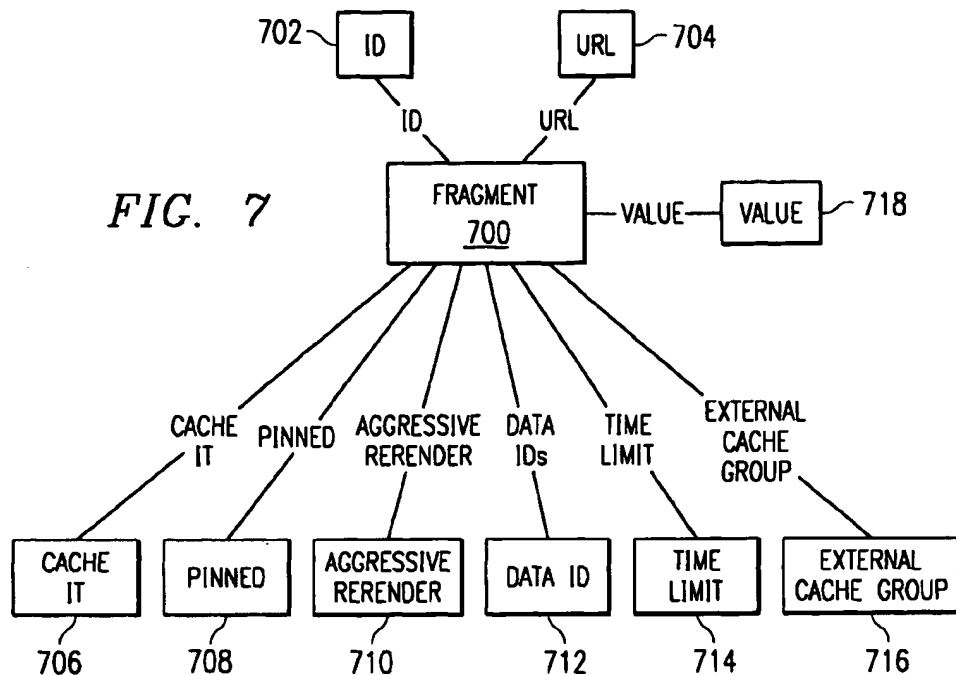 702
ID
URL
704
ID
URL
FIG. 7
FRAGMENT
700
VALUE
VALUE
718
CACHE
IT
PINNED
AGGRESSIVE
RERENDER
DATA
IDs
TIME
LIMIT
EXTERNAL
CACHE
GROUP
CACHE
IT
PINNED
AGGRESSIVE
RERENDER
DATA ID
TIME
LIMIT
EXTERNAL
CACHE GROUP
706
708
710
712
714
716